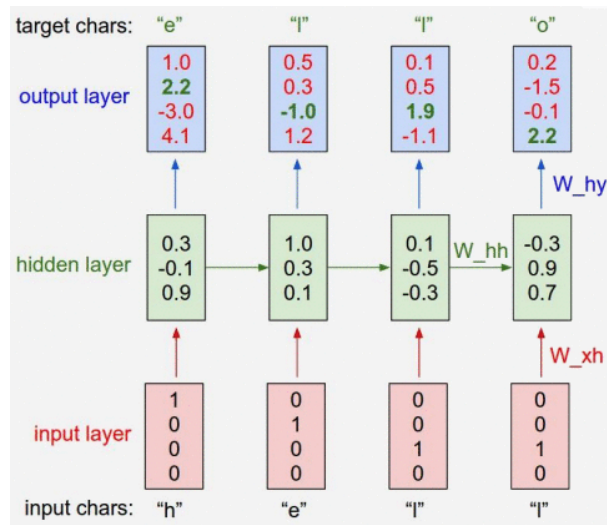 target chars: “e” “l” “l” “o”
1.0 0.5 0.1 0.2
2.2 0.3 0.5 -1.5
output layer
-3.0 -1.0 1.9 -0.1
4.1 1.2 -1.1 2.2
W_hy
0.3 1.0 0.1 -0.3
W_hh
hidden layer -0.1 0.3 -0.5 0.9
0.9 0.1 -0.3 0.7
W_xh
1 0 0 0
0 1 0 0
input layer
0 0 1 1
0 0 0 0
input chars: “h” “e” “l” “l”